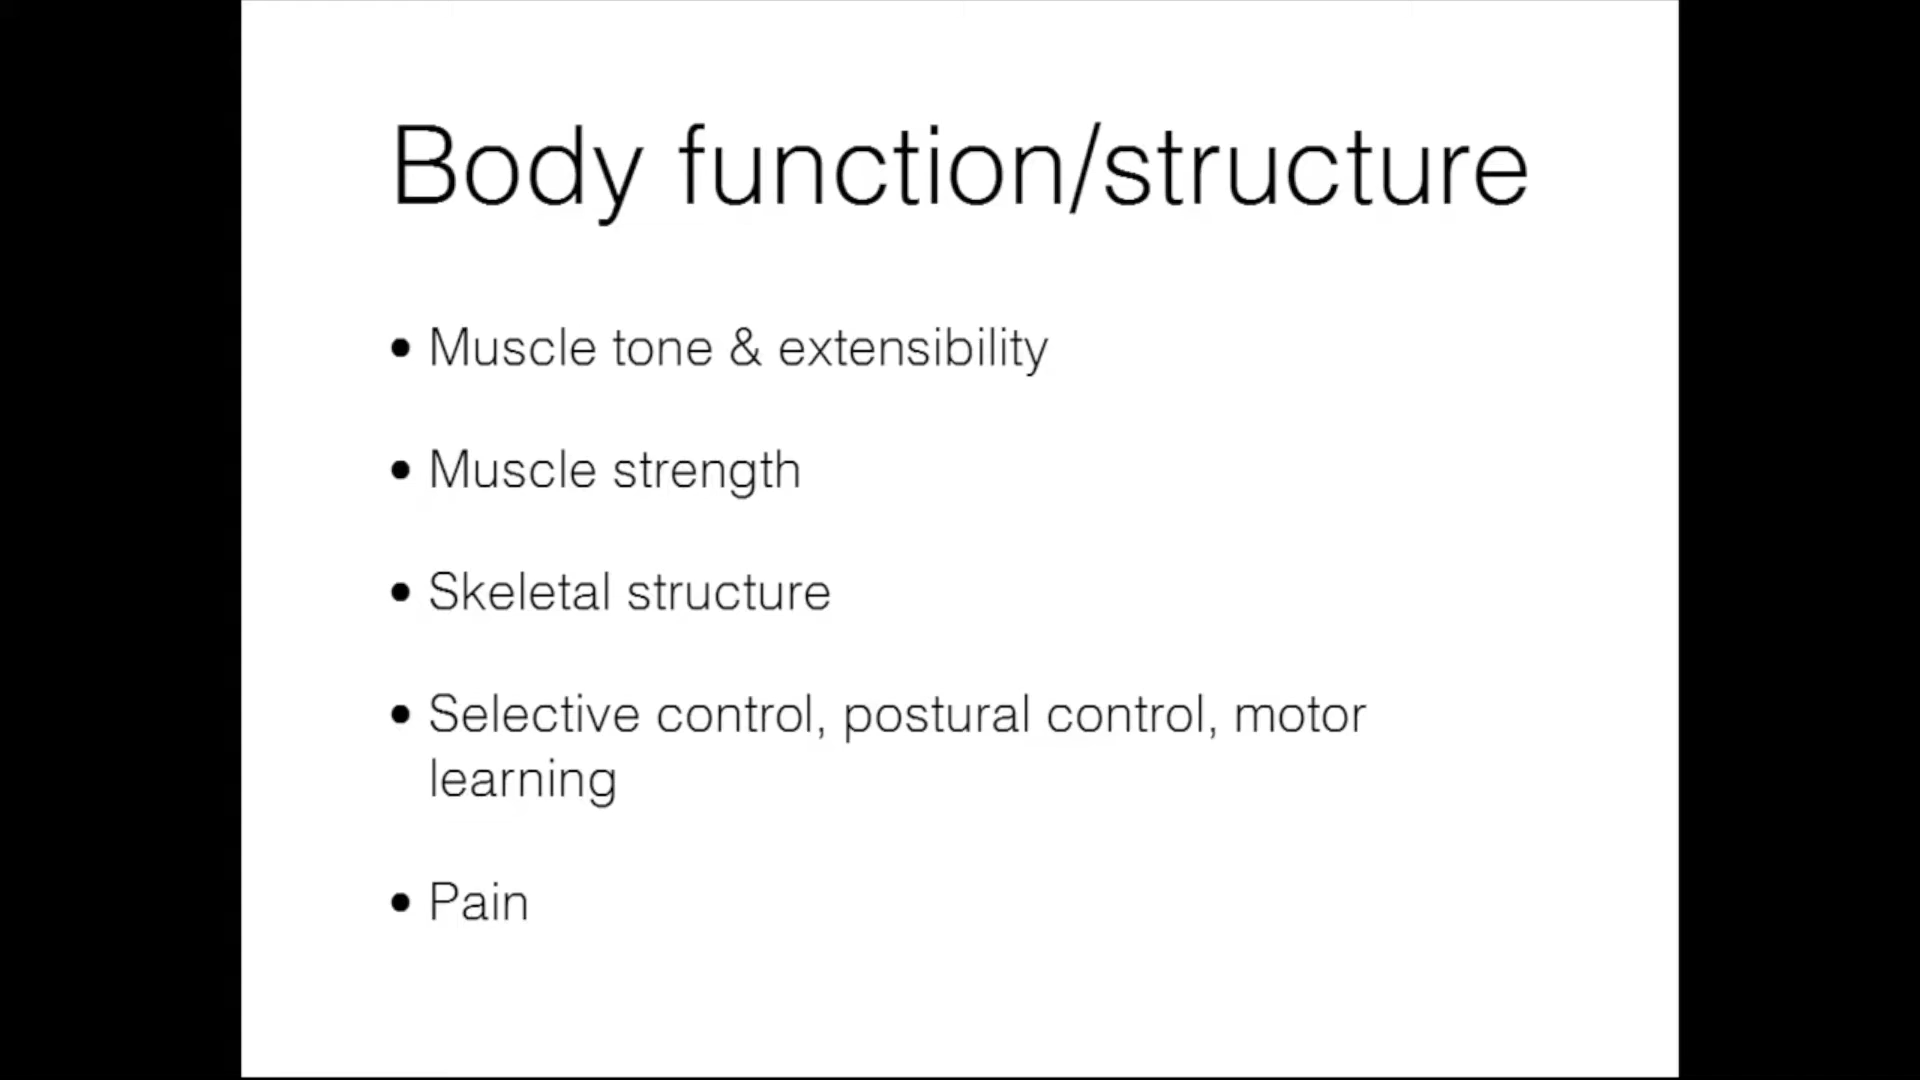 Body function/structure
• Muscle tone & extensibility
• Muscle strength
• Skeletal structure
• Selective control, postural control, motor
learning
• Pain